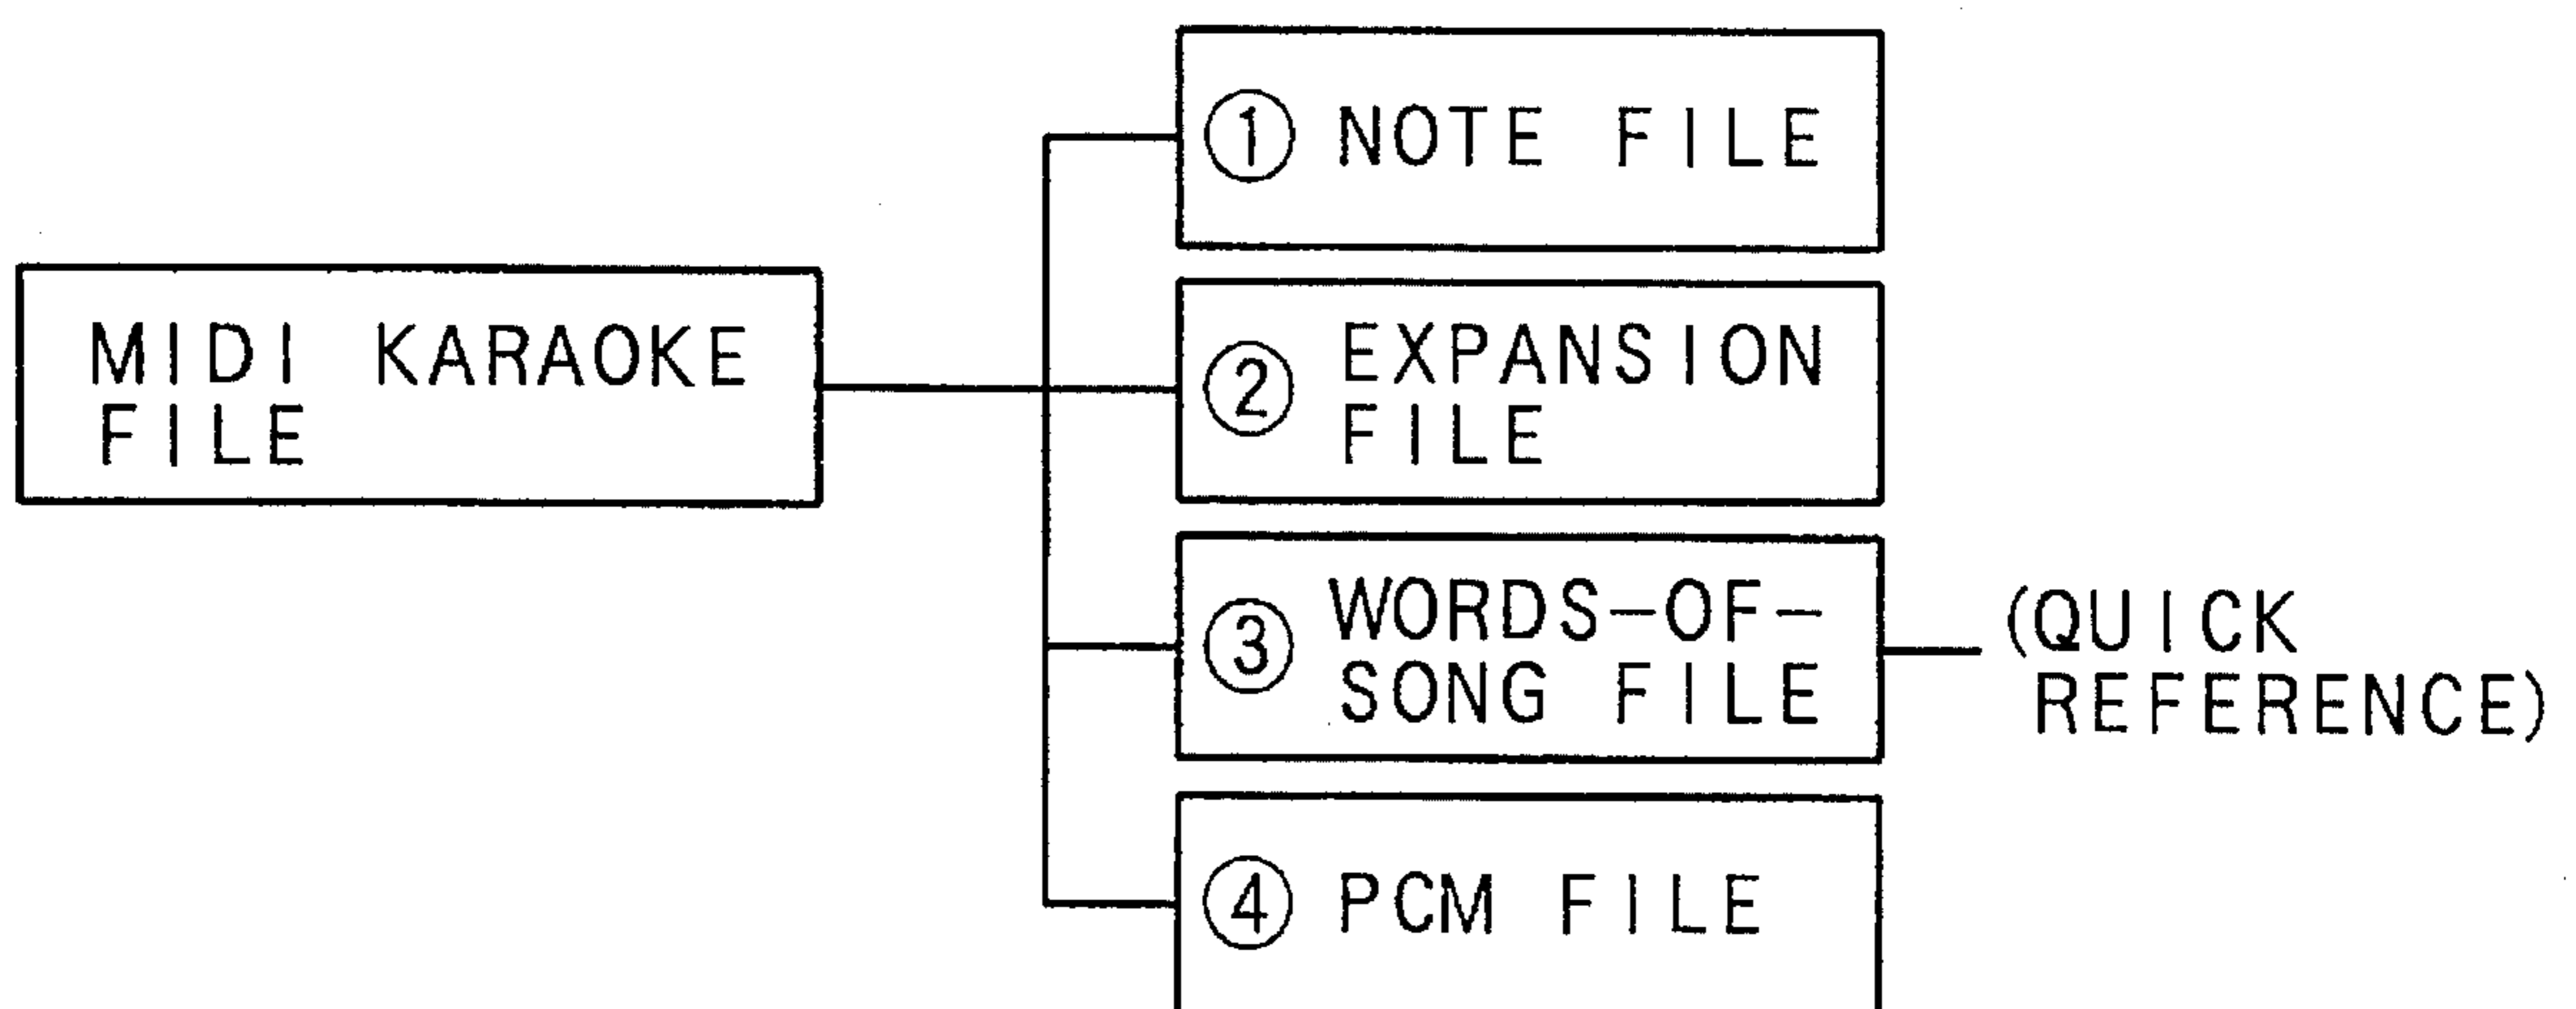 ① NOTE FILE
MIDI KARAOKE
FILE
② EXPANSION
FILE
③ WORDS-OF-
SONG FILE
(QUICK
REFERENCE)
④ PCM FILE